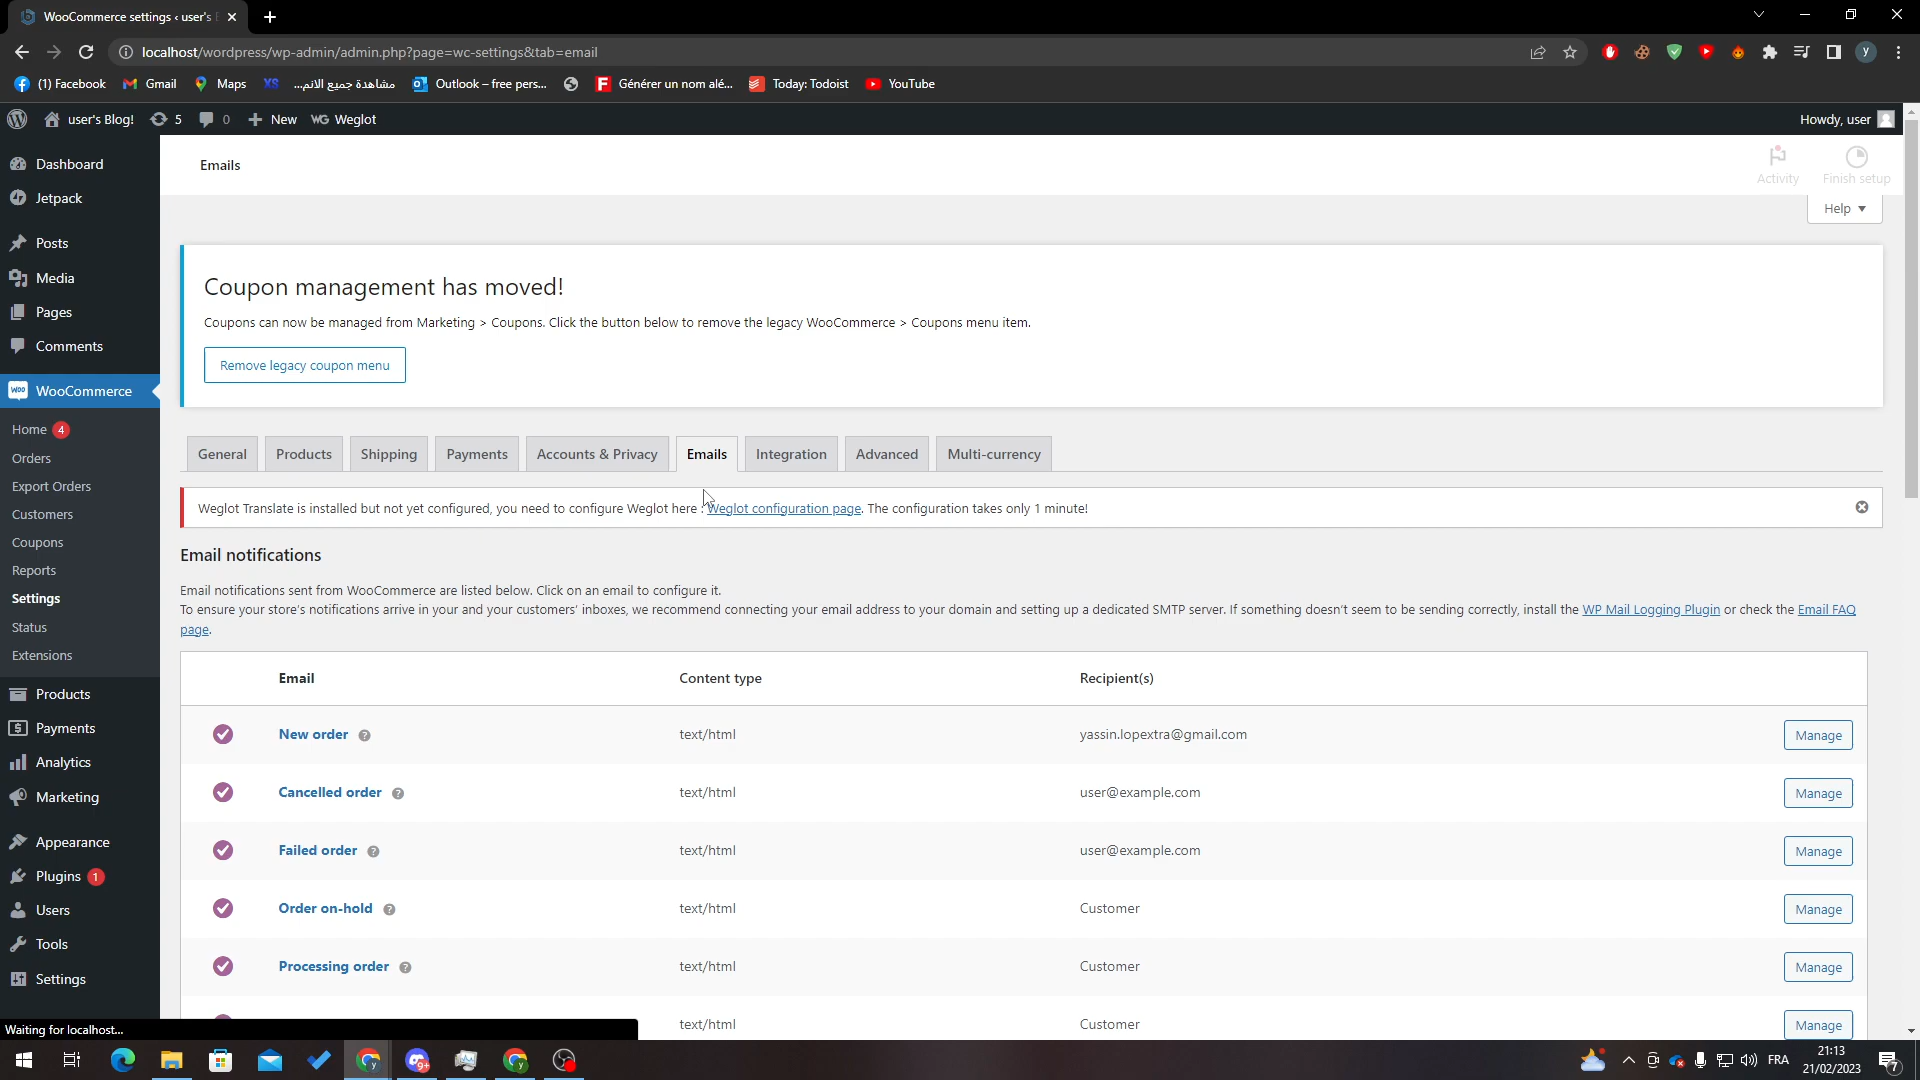 WooCommerce settings ‹ user's
localhost/wordpress/wp-admin/admin.php?page=wc-settings&tab=email
y
(1) Facebook
Gmail
Maps
XS
مشاهدة جميع الانم...
Outlook – free pers...
Générer un nom alé...
Today: Todoist
YouTube
user's Blog!
5
0
New
WG Weglot
Howdy, user
Dashboard
Jetpack
Posts
Media
Pages
Comments
WooCommerce
Home 4
Orders
Export Orders
Customers
Coupons
Reports
Settings
Status
Extensions
Products
Payments
Analytics
Marketing
Appearance
Plugins 1
Users
Tools
Settings
Emails
Activity
Finish setup
Help
Coupon management has moved!
Coupons can now be managed from Marketing > Coupons. Click the button below to remove the legacy WooCommerce > Coupons menu item.
Remove legacy coupon menu
General
Products
Shipping
Payments
Accounts & Privacy
Emails
Integration
Advanced
Multi-currency
Weglot Translate is installed but not yet configured, you need to configure Weglot here : Weglot configuration page. The configuration takes only 1 minute!
Email notifications
Email notifications sent from WooCommerce are listed below. Click on an email to configure it.
To ensure your store's notifications arrive in your and your customers' inboxes, we recommend connecting your email address to your domain and setting up a dedicated SMTP server. If something doesn't seem to be sending correctly, install the WP Mail Logging Plugin or check the Email FAQ
page.
Email
Content type
Recipient(s)
New order
text/html
yassin.lopextra@gmail.com
Manage
Cancelled order
text/html
user@example.com
Manage
Failed order
text/html
user@example.com
Manage
Order on-hold
text/html
Customer
Manage
Processing order
text/html
Customer
Manage
text/html
Customer
Manage
Waiting for localhost...
9+
FRA
21:13
21/02/2023
7